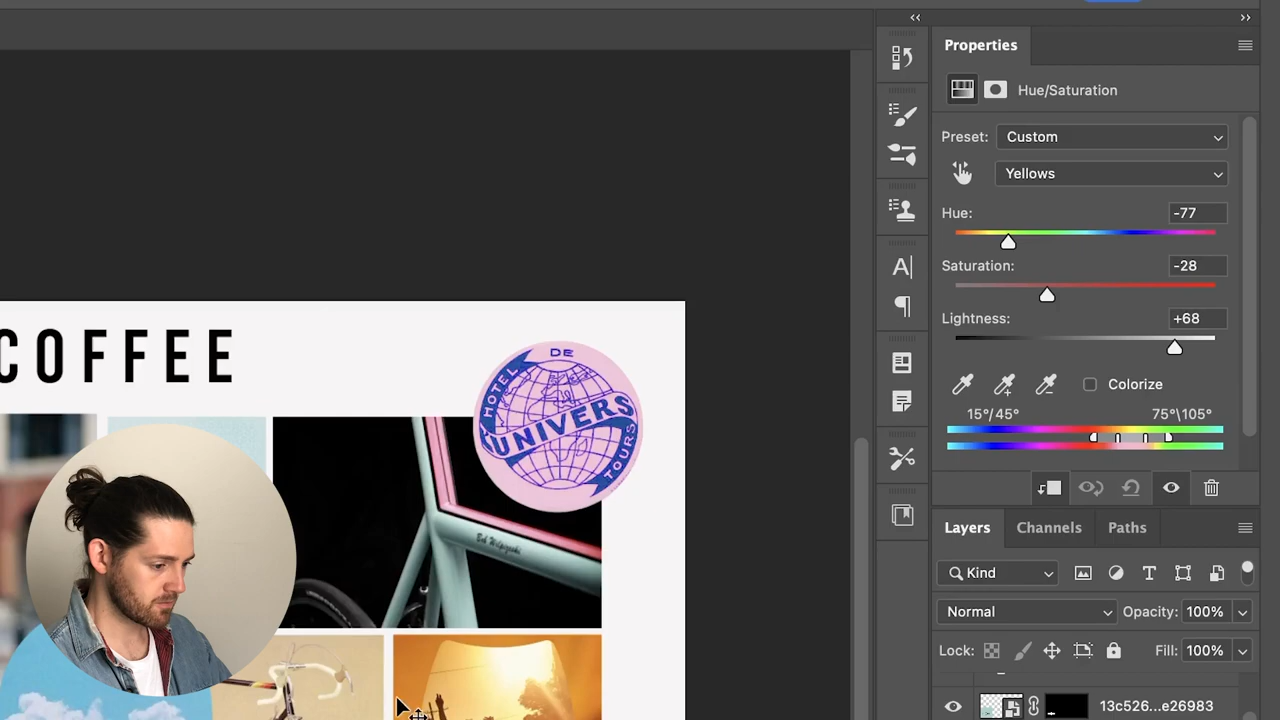 Properties
Hue/Saturation
Preset: Custom
Yellows
Hue: -77
Saturation: -28
Lightness: +68
Colorize
15°/45° 75°\105°
COFFEE
DE
HOTEL
UNIVERS
TOURS
Layers Channels Paths
Kind
Normal Opacity: 100%
Lock: Fill: 100%
13c526...e26983